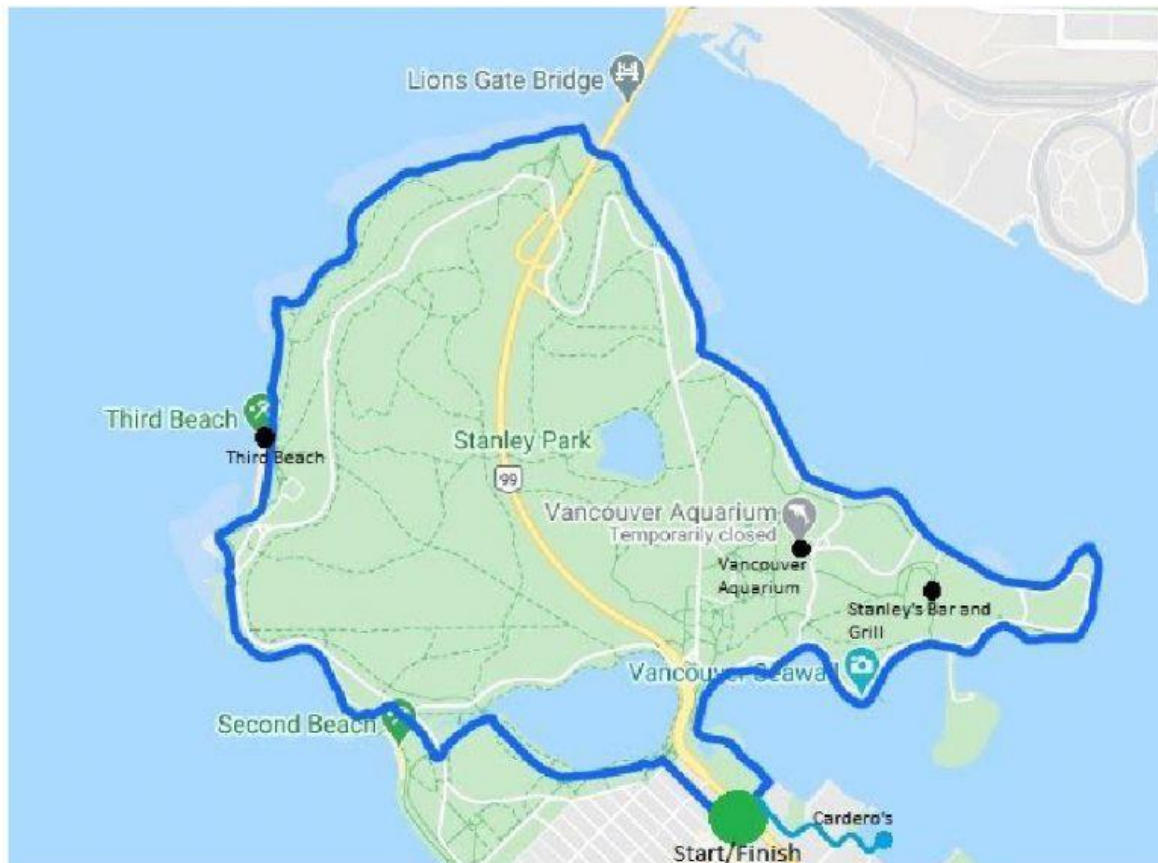 Lions Gate Bridge
Third Beach
Third Beach
Stanley Park
99
Vancouver Aquarium
Temporarily closed
Vancouver
Aquarium
Stanley's Bar and
Grill
Vancouver Seawall
Second Beach
Cardero's
Start/Finish